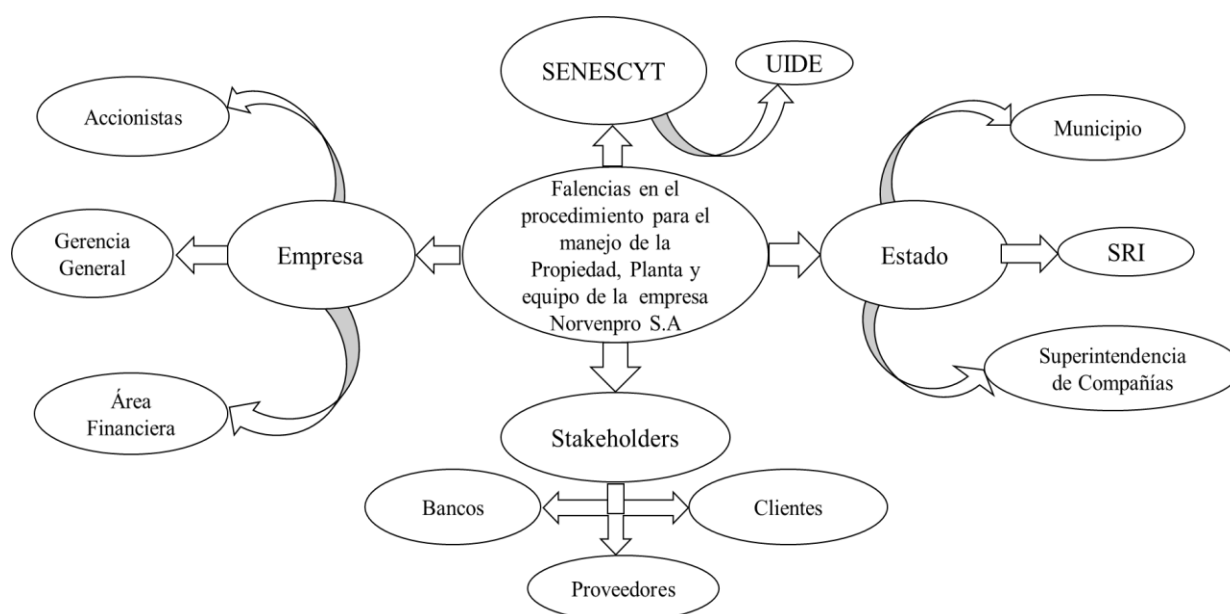 SENESCYT
UIDE
Accionistas
Municipio
Falencias en el
procedimiento para el
manejo de la
Propiedad, Planta y
equipo de la empresa
Norvenpro S.A
Gerencia
General
Empresa
Estado
SRI
Área
Financiera
Superintendencia
de Compañías
Stakeholders
Bancos
Clientes
Proveedores